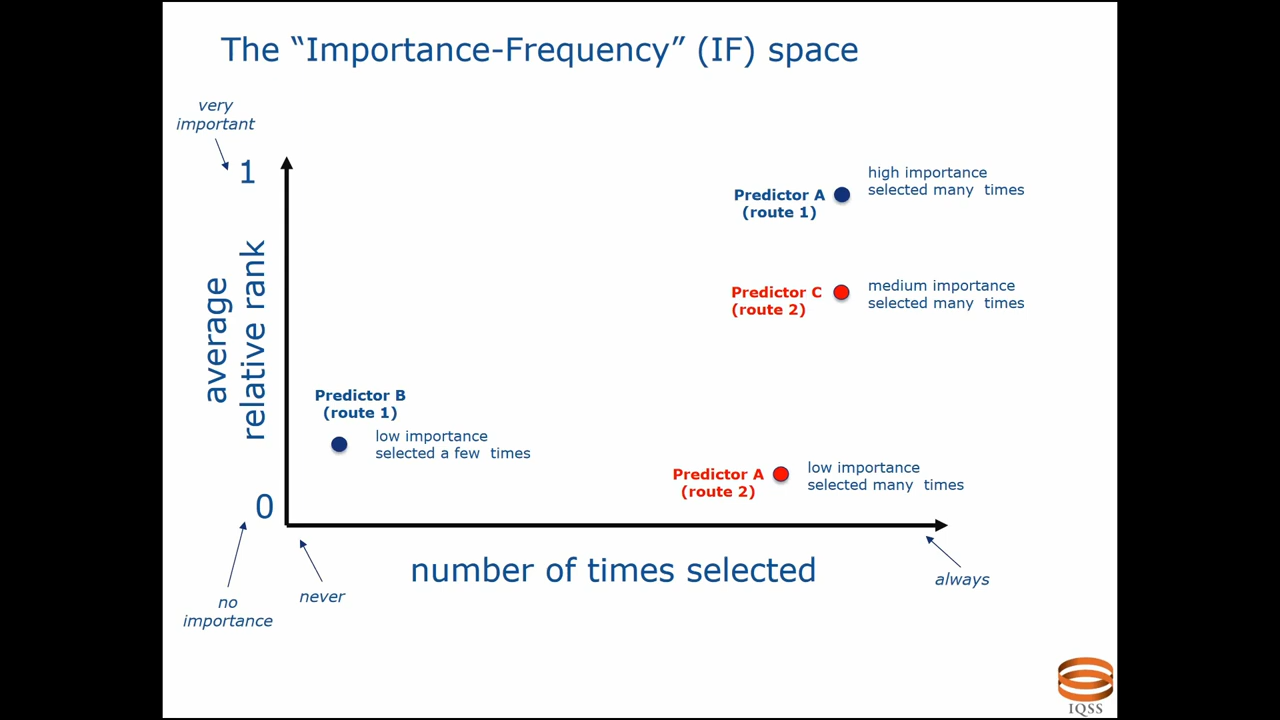 The “Importance-Frequency” (IF) space
very
important
1
average
relative rank
0
no
importance
never
number of times selected
always
Predictor A
(route 1)
high importance
selected many  times
Predictor C
(route 2)
medium importance
selected many  times
Predictor B
(route 1)
low importance
selected a few  times
Predictor A
(route 2)
low importance
selected many  times
IQSS